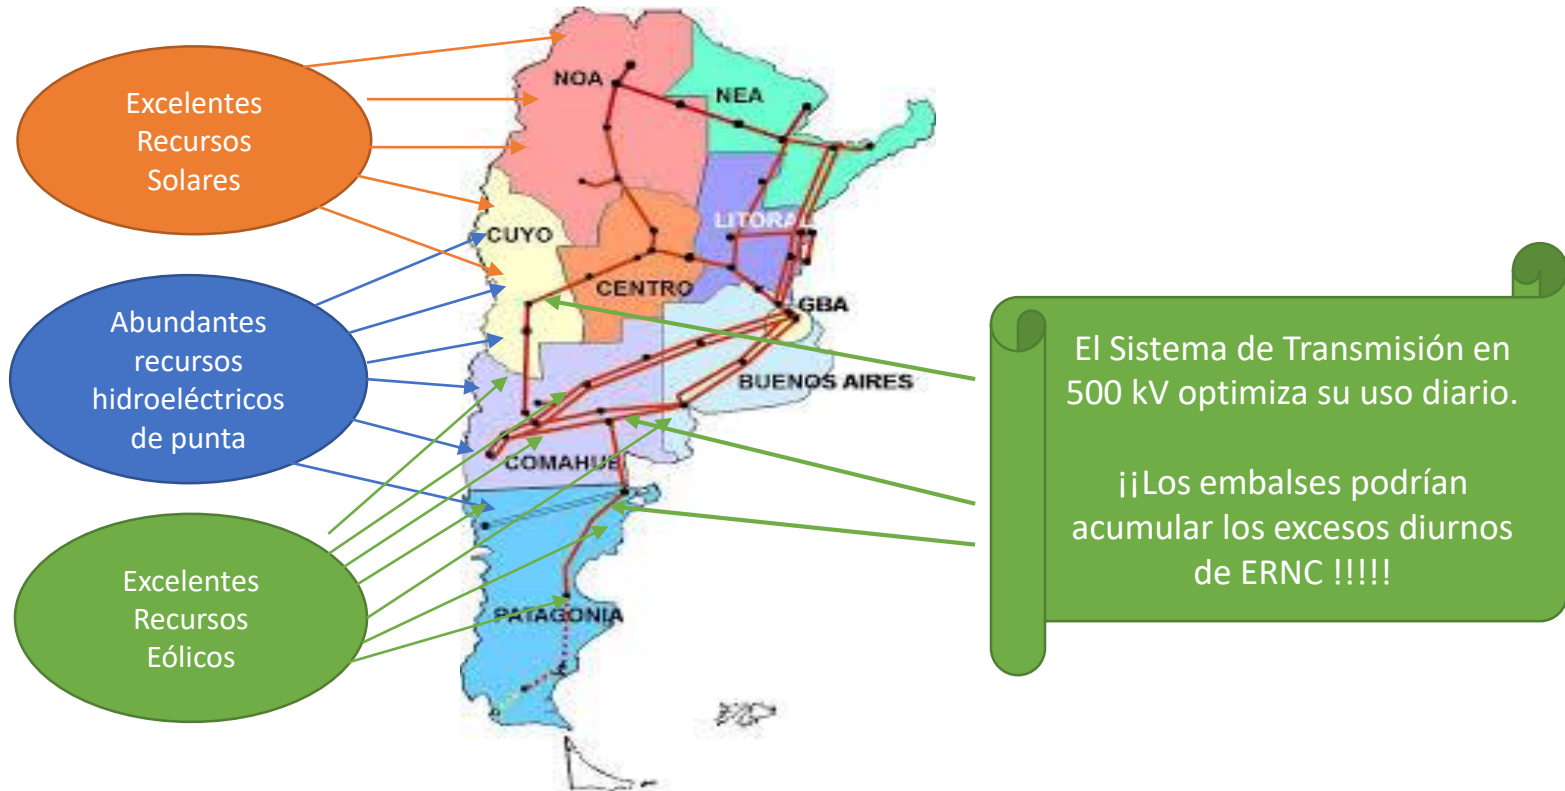 Excelentes
Recursos
Solares
Abundantes
recursos
hidroeléctricos
de punta
Excelentes
Recursos
Eólicos
NOA
NEA
CUYO
LITORAL
CENTRO
GBA
BUENOS AIRES
COMAHUE
PATAGONIA
El Sistema de Transmisión en
500 kV optimiza su uso diario.
¡¡Los embalses podrían
acumular los excesos diurnos
de ERNC !!!!!